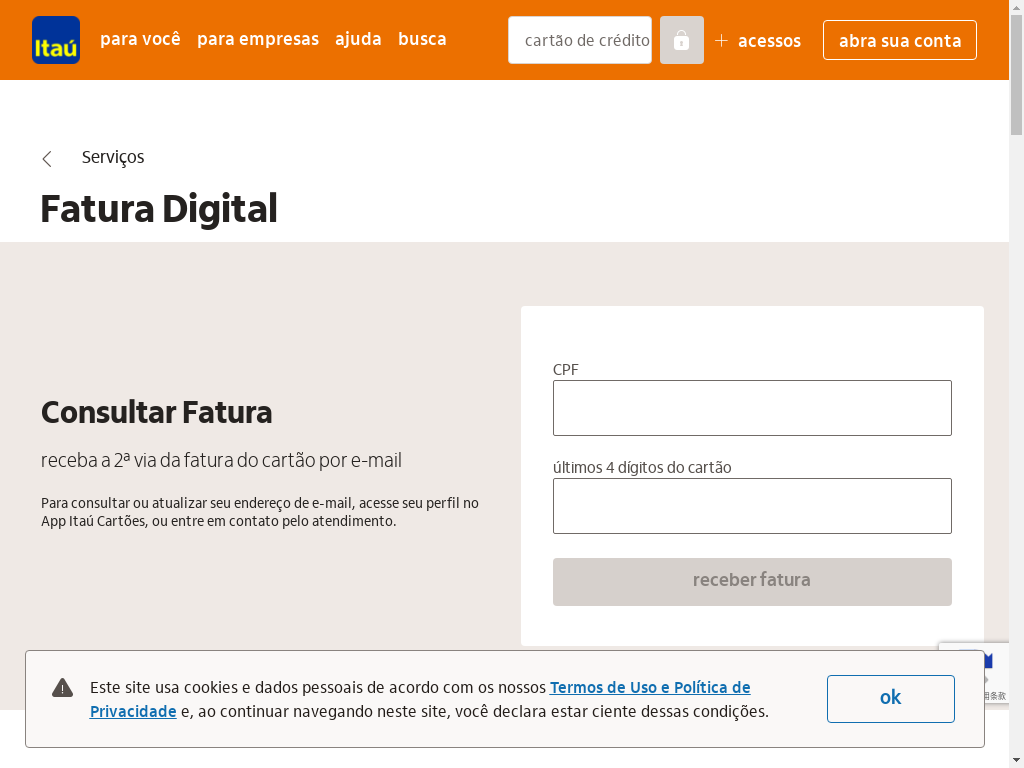 Itaú
para você
para empresas
ajuda
busca
cartão de crédito
acessos
abra sua conta
Serviços
Fatura Digital
Consultar Fatura
receba a 2ª via da fatura do cartão por e-mail
Para consultar ou atualizar seu endereço de e-mail, acesse seu perfil no
App Itaú Cartões, ou entre em contato pelo atendimento.
CPF
últimos 4 dígitos do cartão
receber fatura
Este site usa cookies e dados pessoais de acordo com os nossos Termos de Uso e Política de
Privacidade e, ao continuar navegando neste site, você declara estar ciente dessas condições.
ok
用条款